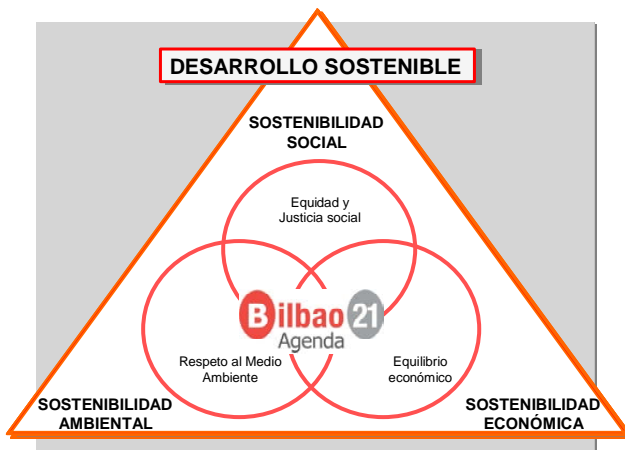 DESARROLLO SOSTENIBLE
SOSTENIBILIDAD
SOCIAL
Equidad y
Justicia social
Bilbao 21
Agenda
Respeto al Medio
Ambiente
Equilibrio
económico
SOSTENIBILIDAD
AMBIENTAL
SOSTENIBILIDAD
ECONÓMICA